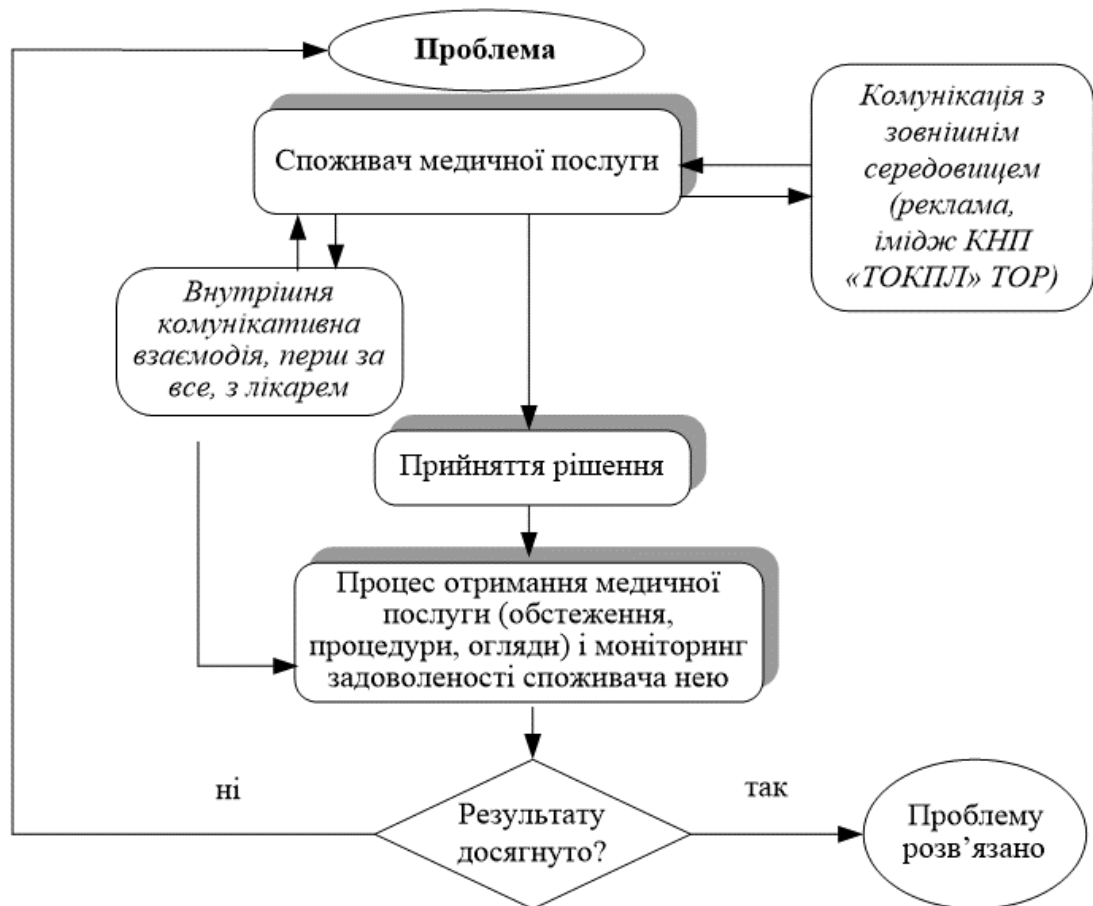 Проблема
Споживач медичної послуги
Комунікація з
зовнішнім
середовищем
(реклама,
імідж КНП
«ТОКПЛ» ТОР)
Внутрішня
комунікативна
взаємодія, перш за
все, з лікарем
Прийняття рішення
Процес отримання медичної
послуги (обстеження,
процедури, огляди) і моніторинг
задоволеності споживача нею
ні
так
Результату
досягнуто?
Проблему
розв’язано